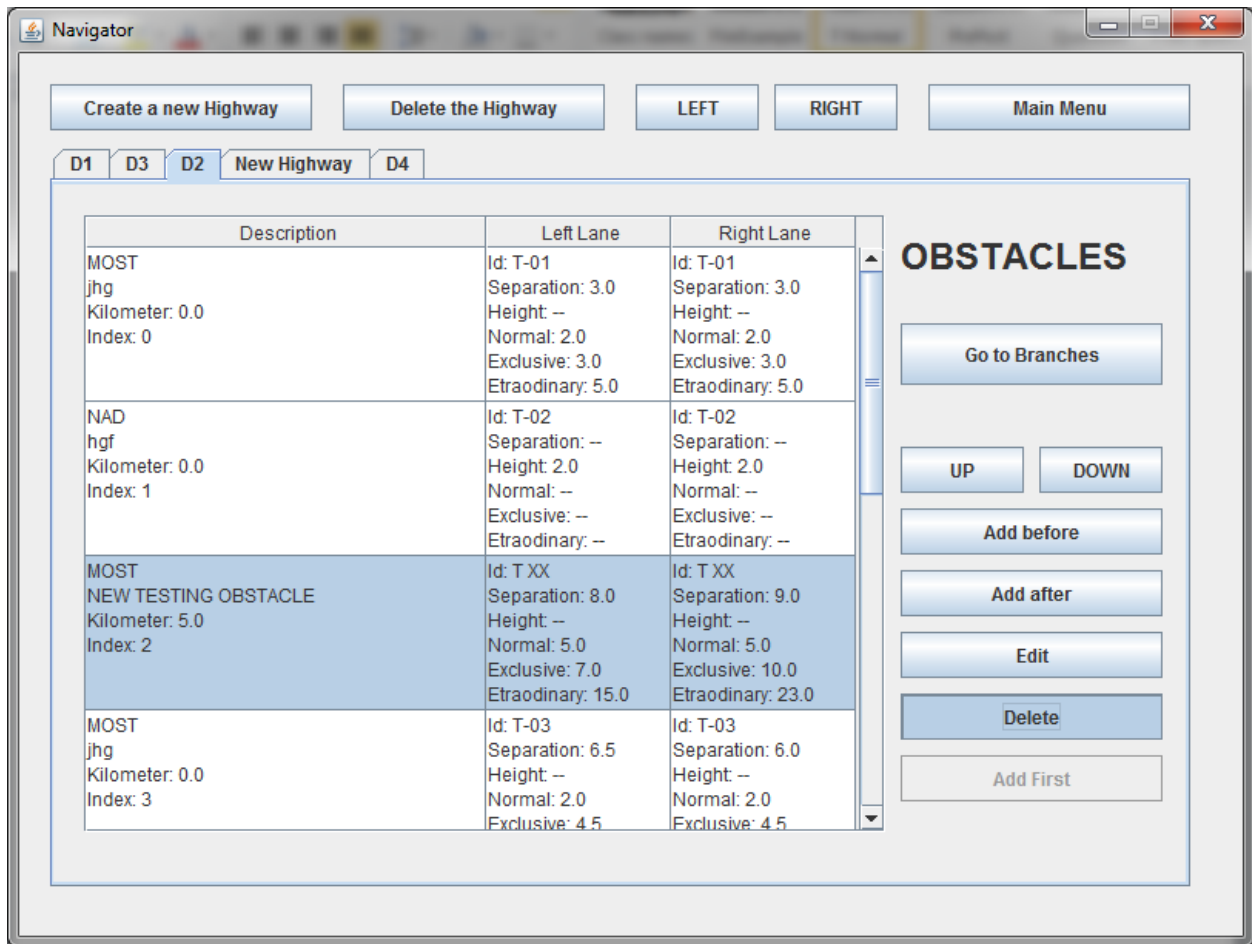 Navigator
Create a new Highway Delete the Highway LEFT RIGHT Main Menu
D1 D3 D2 New Highway D4
Description Left Lane Right Lane
OBSTACLES
MOST
jhg
Kilometer: 0.0
Index: 0
Id: T-01
Separation: 3.0
Height: --
Normal: 2.0
Exclusive: 3.0
Etraodinary: 5.0
Id: T-01
Separation: 3.0
Height: --
Normal: 2.0
Exclusive: 3.0
Etraodinary: 5.0
NAD
hgf
Kilometer: 0.0
Index: 1
Id: T-02
Separation: --
Height: 2.0
Normal: --
Exclusive: --
Etraodinary: --
Id: T-02
Separation: --
Height: 2.0
Normal: --
Exclusive: --
Etraodinary: --
MOST
NEW TESTING OBSTACLE
Kilometer: 5.0
Index: 2
Id: T XX
Separation: 8.0
Height: --
Normal: 5.0
Exclusive: 7.0
Etraodinary: 15.0
Id: T XX
Separation: 9.0
Height: --
Normal: 5.0
Exclusive: 10.0
Etraodinary: 23.0
MOST
jhg
Kilometer: 0.0
Index: 3
Id: T-03
Separation: 6.5
Height: --
Normal: 2.0
Exclusive: 4.5
Id: T-03
Separation: 6.0
Height: --
Normal: 2.0
Exclusive: 4.5
Go to Branches
UP DOWN
Add before
Add after
Edit
Delete
Add First